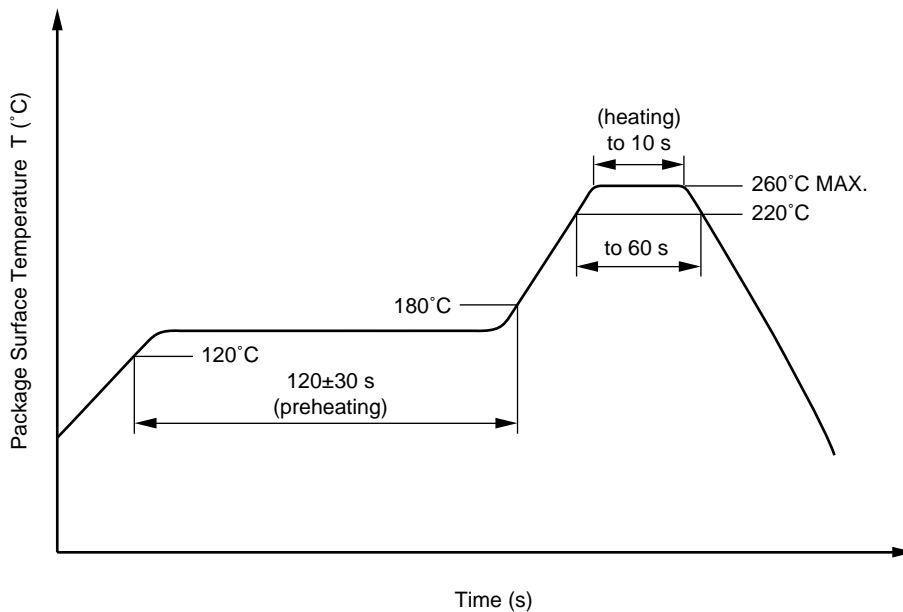 Package Surface Temperature T (˚C)
(heating)
to 10 s
260˚C MAX.
220˚C
to 60 s
180˚C
120˚C
120±30 s
(preheating)
Time (s)